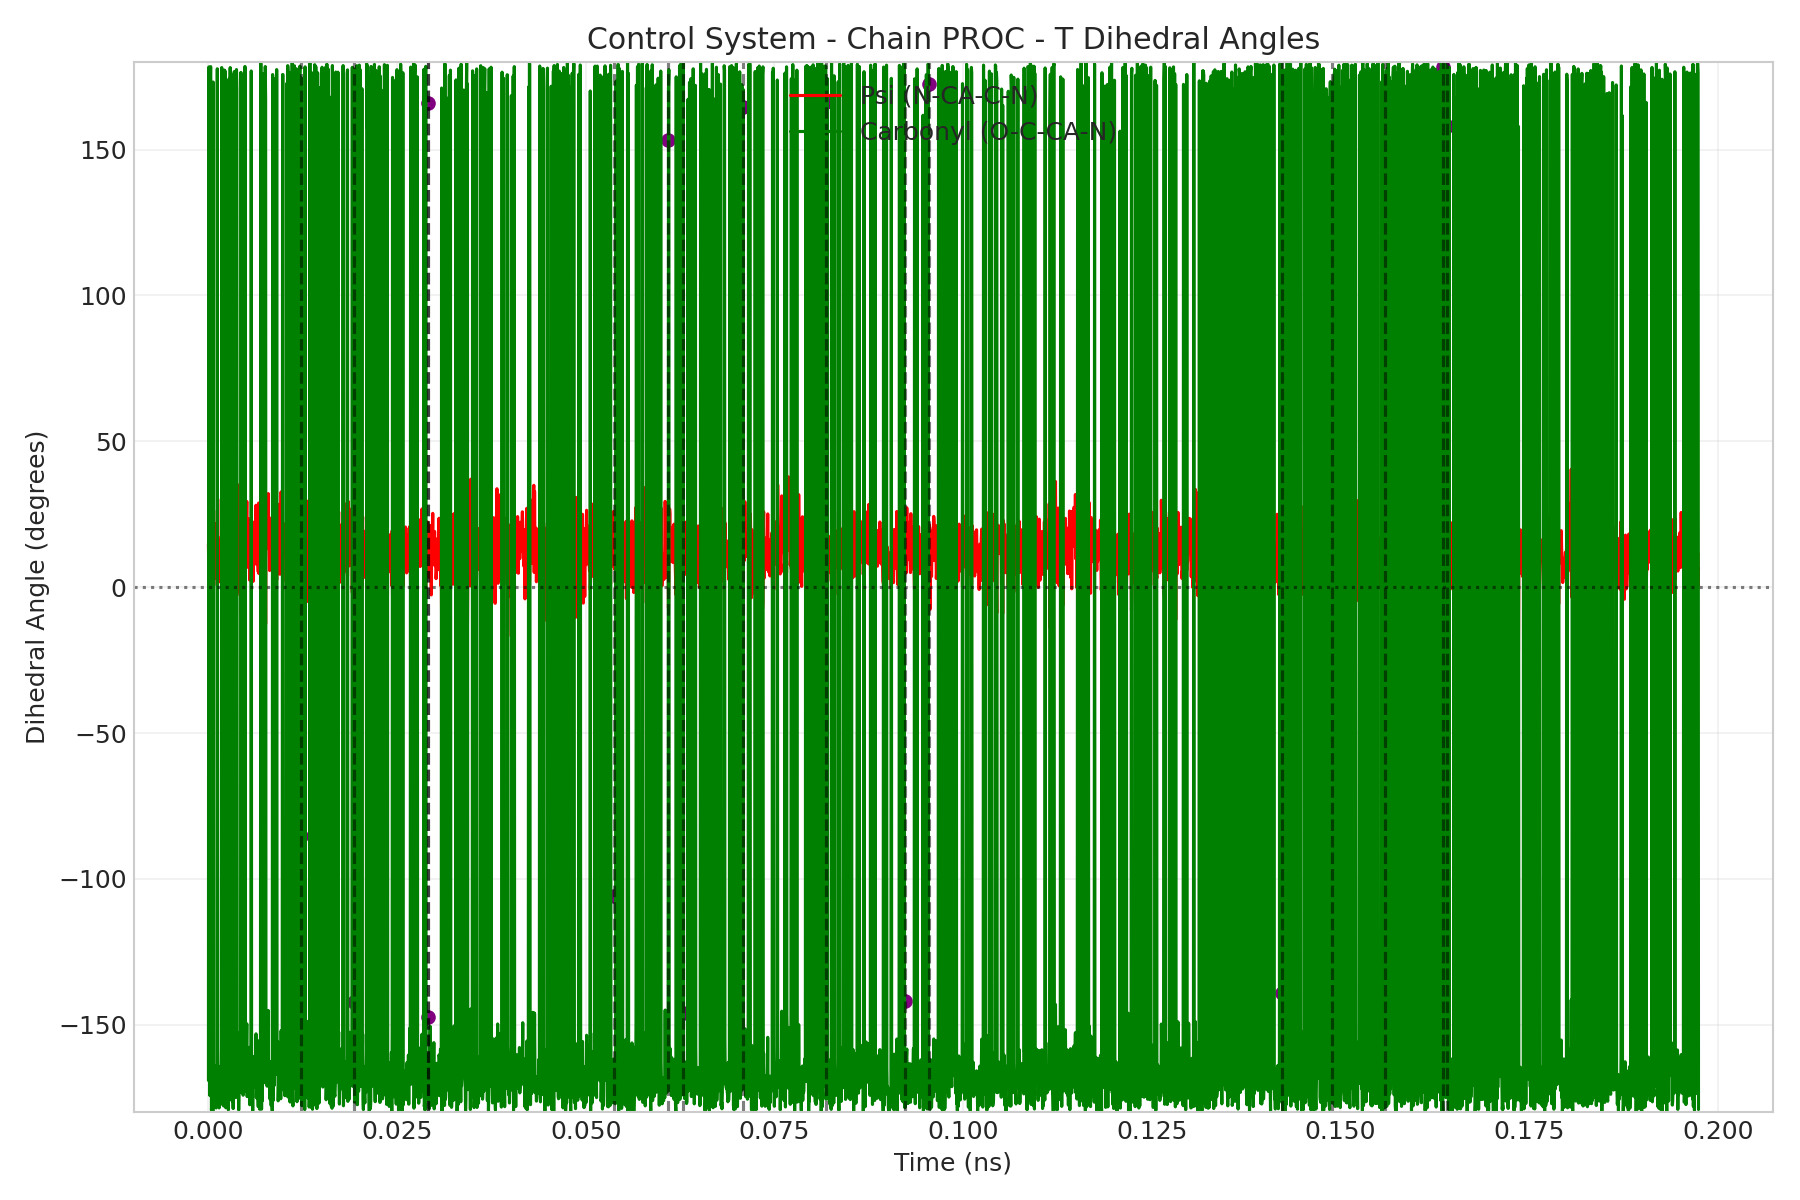 Control System - Chain PROC - T Dihedral Angles
Psi (N-CA-C-N)
Carbonyl (O-C-CA-N)
Dihedral Angle (degrees)
150
100
50
0
−50
−100
−150
0.000 0.025 0.050 0.075 0.100 0.125 0.150 0.175 0.200
Time (ns)